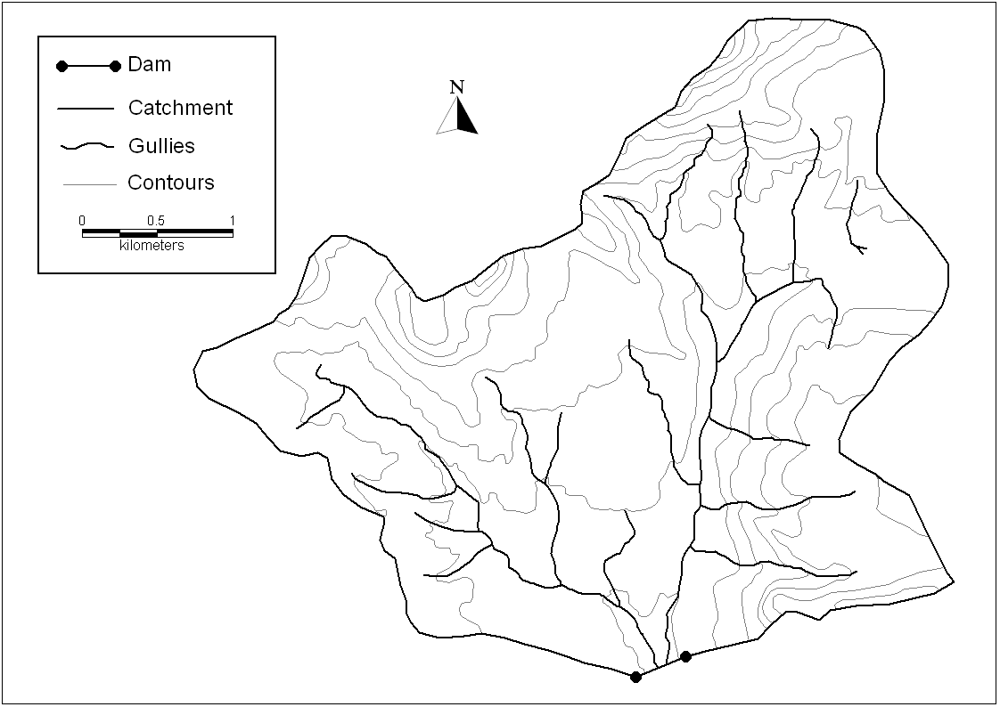 N
Dam
Catchment
Gullies
Contours
0 0.5 1
kilometers